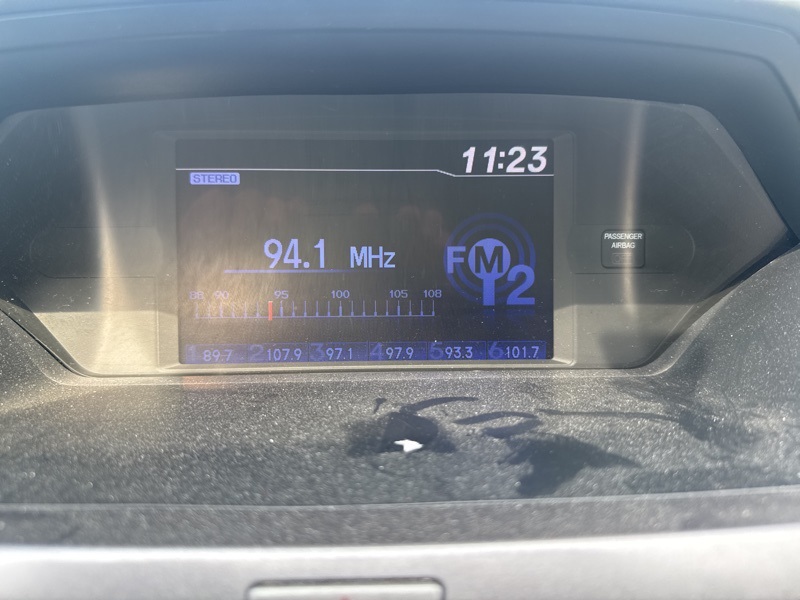 11:23
STEREO
94.1 MHz
FM 2
PASSENGER
AIRBAG
88 90 95 100 105 108
1 89.7 2 107.9 3 97.1 4 97.9 5 93.3 6 101.7